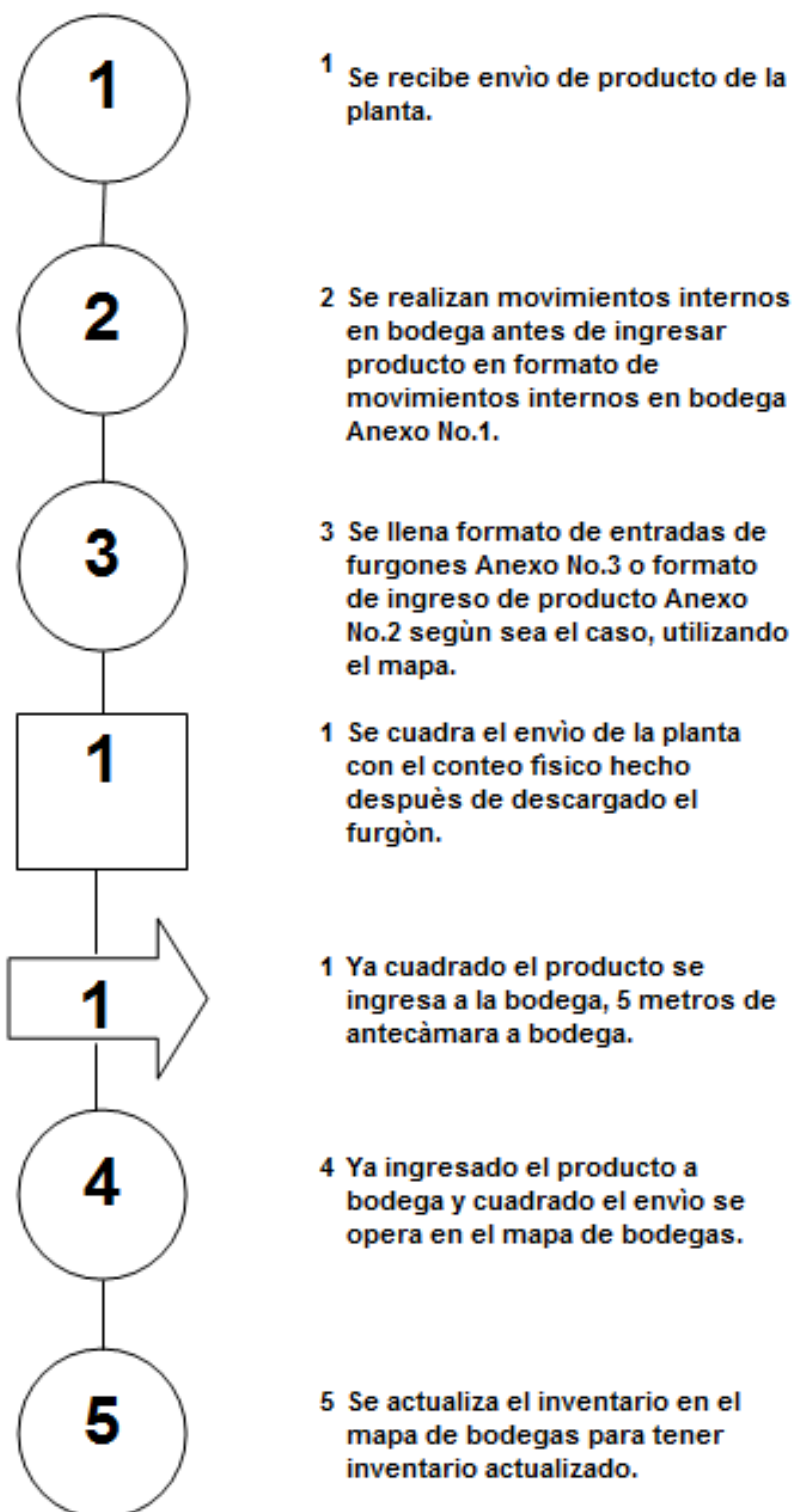 1
1 Se recibe envìo de producto de la
planta.
2
2 Se realizan movimientos internos
en bodega antes de ingresar
producto en formato de
movimientos internos en bodega
Anexo No.1.
3
3 Se llena formato de entradas de
furgones Anexo No.3 o formato
de ingreso de producto Anexo
No.2 segùn sea el caso, utilizando
el mapa.
1
1 Se cuadra el envìo de la planta
con el conteo fìsico hecho
despuès de descargado el
furgòn.
1
1 Ya cuadrado el producto se
ingresa a la bodega, 5 metros de
antecàmara a bodega.
4
4 Ya ingresado el producto a
bodega y cuadrado el envìo se
opera en el mapa de bodegas.
5
5 Se actualiza el inventario en el
mapa de bodegas para tener
inventario actualizado.